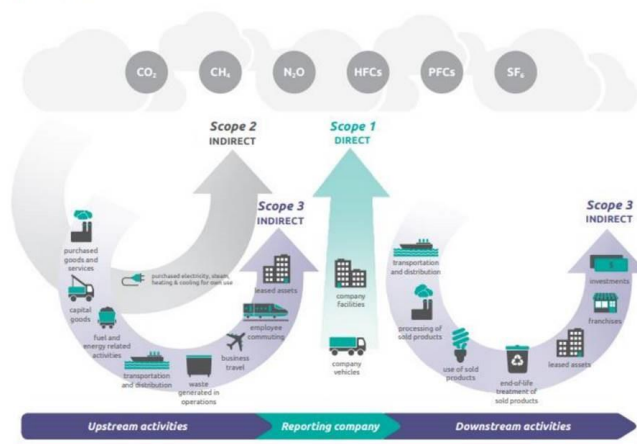 CO₂
CH₄
N₂O
HFCs
PFCs
SF₆
Scope 2
INDIRECT
Scope 1
DIRECT
Scope 3
INDIRECT
Scope 3
INDIRECT
purchased
goods and
services
capital
goods
fuel and
energy related
activities
purchased electricity, steam,
heating & cooling for own use
transportation
and distribution
waste
generated in
operations
business
travel
employee
commuting
leased assets
company
facilities
company
vehicles
transportation
and distribution
processing of
sold products
use of sold
products
end-of-life
treatment of
sold products
leased assets
franchises
investments
Upstream activities
Reporting company
Downstream activities